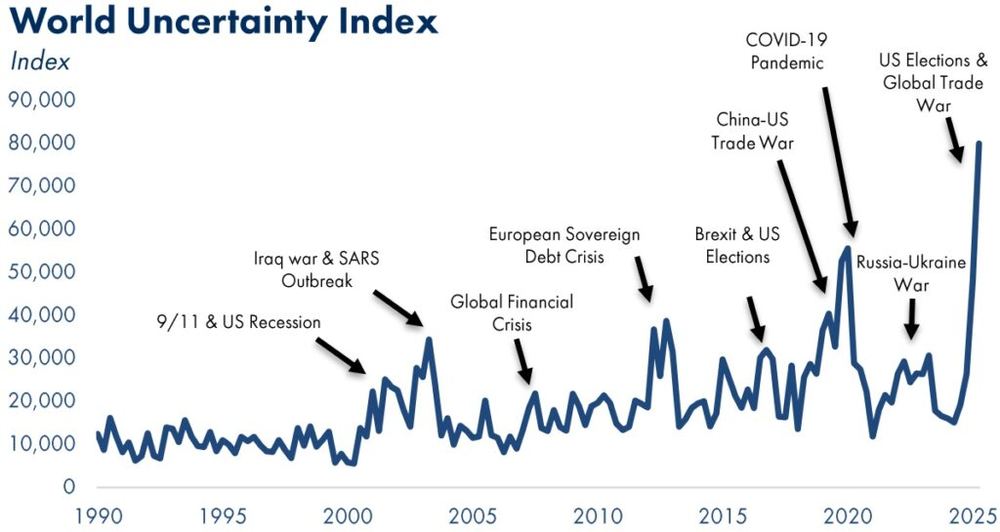 World Uncertainty Index
Index
90,000
80,000
70,000
60,000
50,000
40,000
30,000
20,000
10,000
0
9/11 & US Recession
Iraq war & SARS
Outbreak
Global Financial
Crisis
European Sovereign
Debt Crisis
Brexit & US
Elections
China-US
Trade War
COVID-19
Pandemic
Russia-Ukraine
War
US Elections &
Global Trade
War
1990
1995
2000
2005
2010
2015
2020
2025